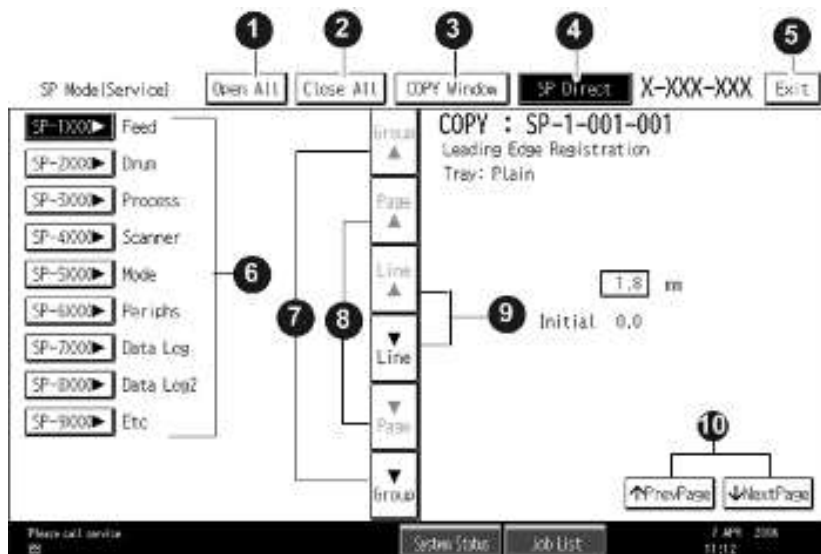 1 2 3 4 5
SP Mode(Service) Open All Close All COPY Window SP Direct X-XXX-XXX Exit
SP-1XXX▶ Feed
SP-2XXX▶ Drum
SP-3XXX▶ Process
SP-4XXX▶ Scanner
SP-5XXX▶ Mode
SP-6XXX▶ Periphs
SP-7XXX▶ Data Log
SP-8XXX▶ Data Log2
SP-9XXX▶ Etc
6
7
8
Group
▲
Page
▲
Line
▲
▼
Line
▼
Page
▼
Group
9
COPY : SP-1-001-001
Leading Edge Registration
Tray: Plain
1.8 mm
Initial 0.0
10
↑PrevPage ↓NextPage
Please call service
System Status Job List
APR 2006
11:12